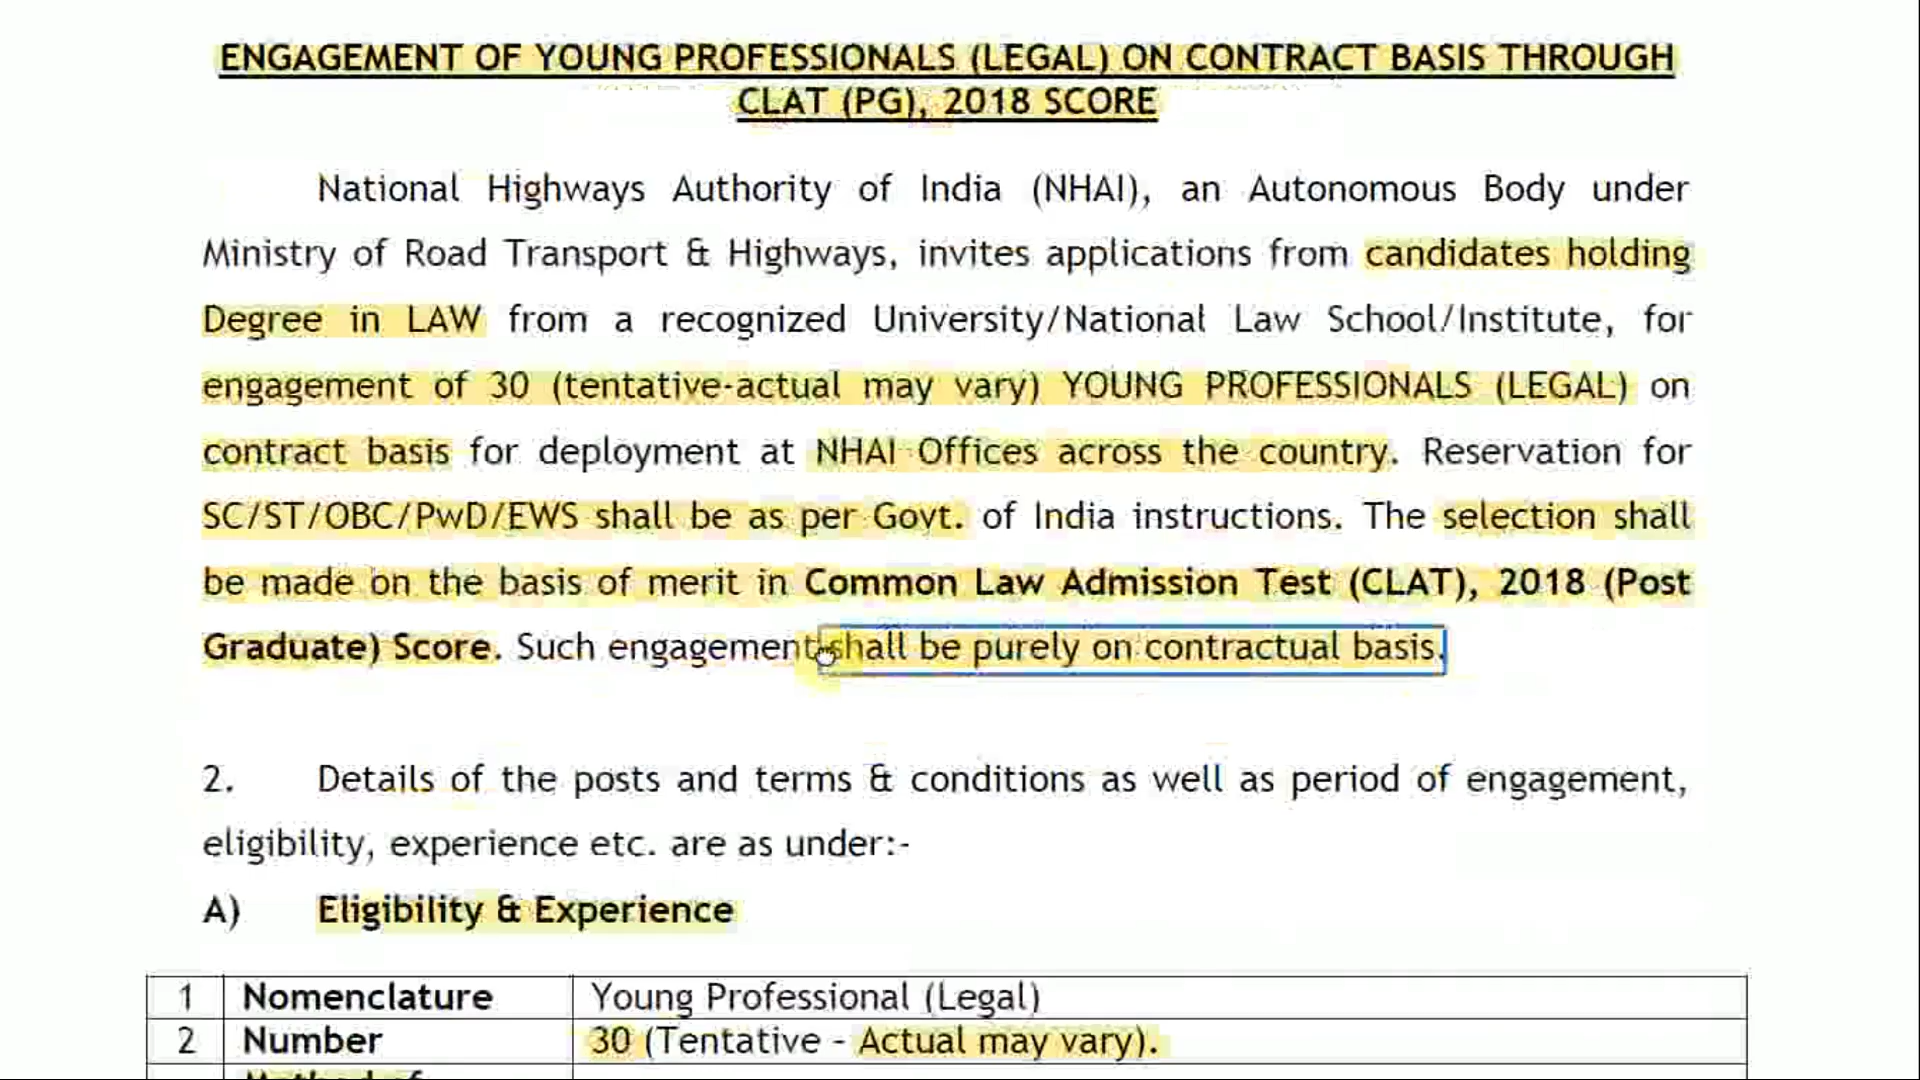 ENGAGEMENT OF YOUNG PROFESSIONALS (LEGAL) ON CONTRACT BASIS THROUGH
CLAT (PG), 2018 SCORE
National Highways Authority of India (NHAI), an Autonomous Body under
Ministry of Road Transport & Highways, invites applications from candidates holding
Degree in LAW from a recognized University/National Law School/Institute, for
engagement of 30 (tentative-actual may vary) YOUNG PROFESSIONALS (LEGAL) on
contract basis for deployment at NHAI Offices across the country. Reservation for
SC/ST/OBC/PwD/EWS shall be as per Govt. of India instructions. The selection shall
be made on the basis of merit in Common Law Admission Test (CLAT), 2018 (Post
Graduate) Score. Such engagement shall be purely on contractual basis.
2. Details of the posts and terms & conditions as well as period of engagement,
eligibility, experience etc. are as under:-
A) Eligibility & Experience
1 Nomenclature Young Professional (Legal)
2 Number 30 (Tentative - Actual may vary).